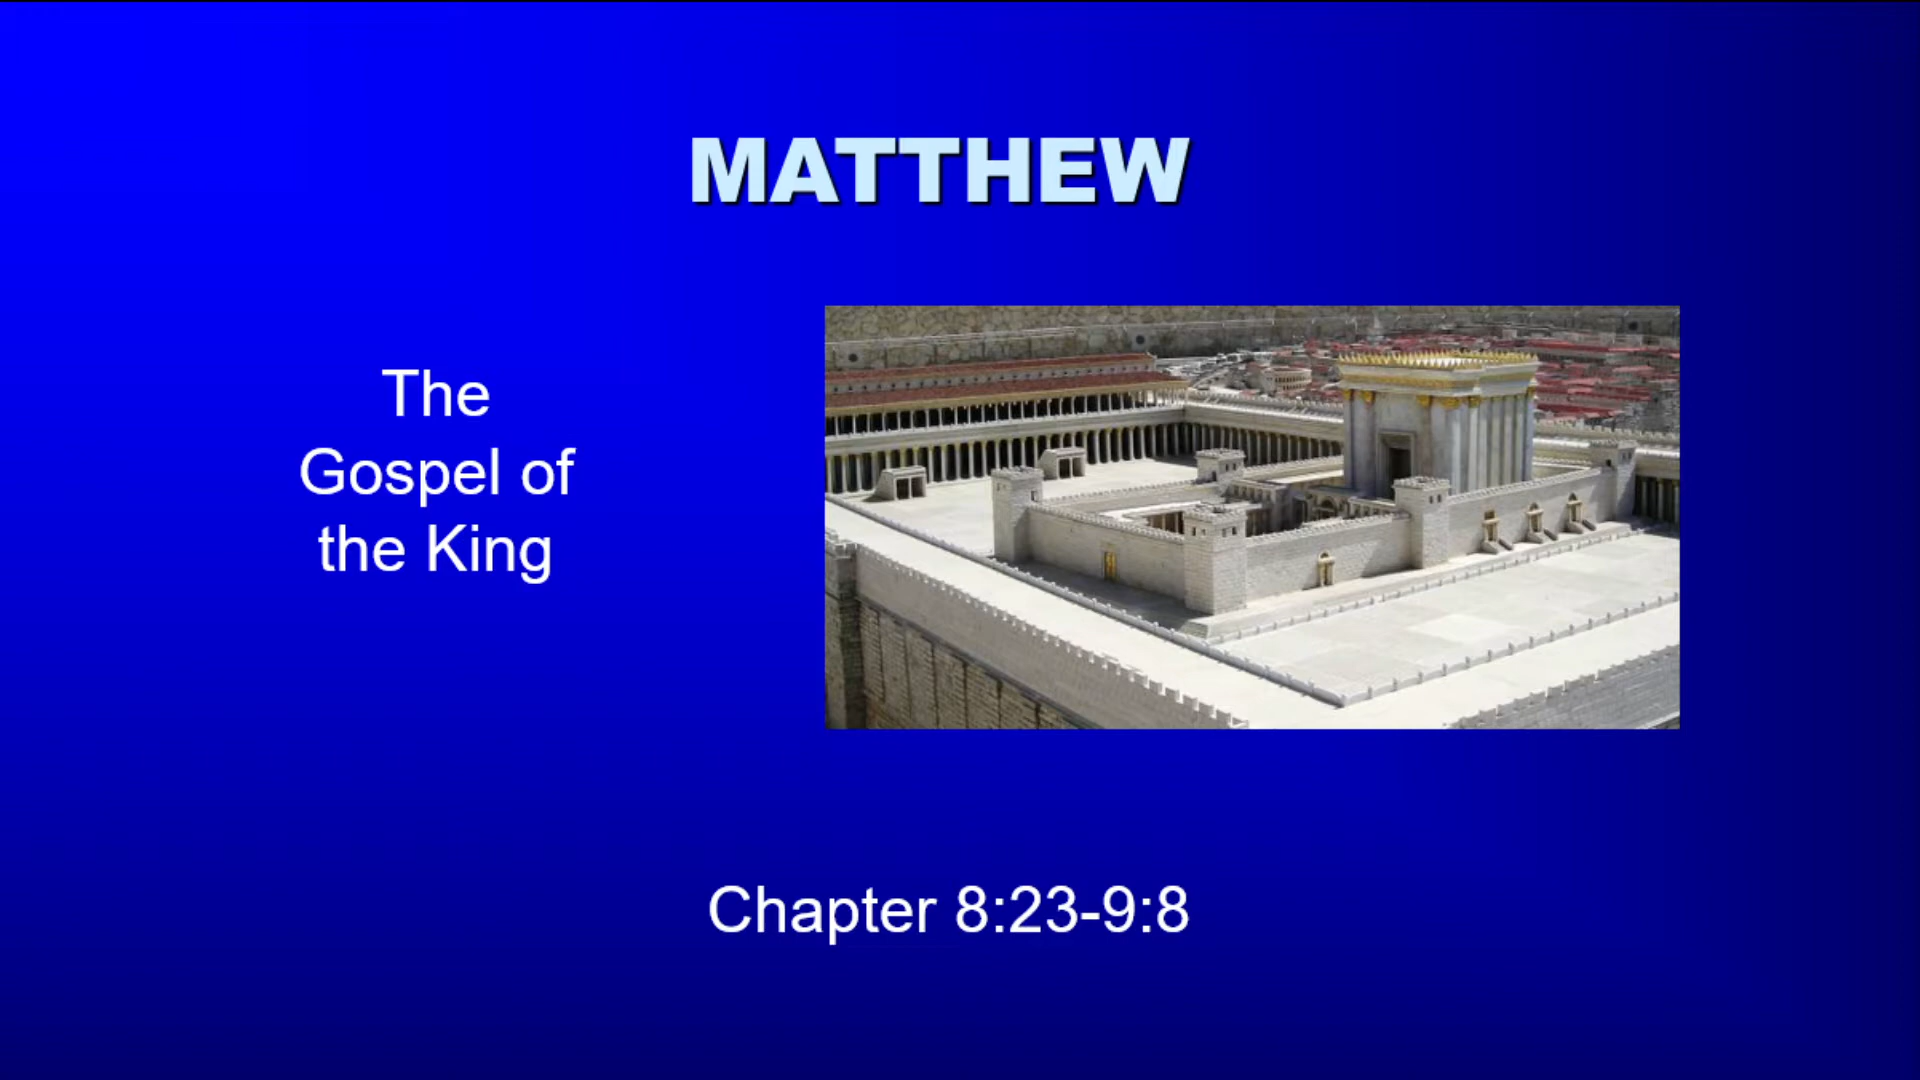 MATTHEW
The
Gospel of
the King
Chapter 8:23-9:8